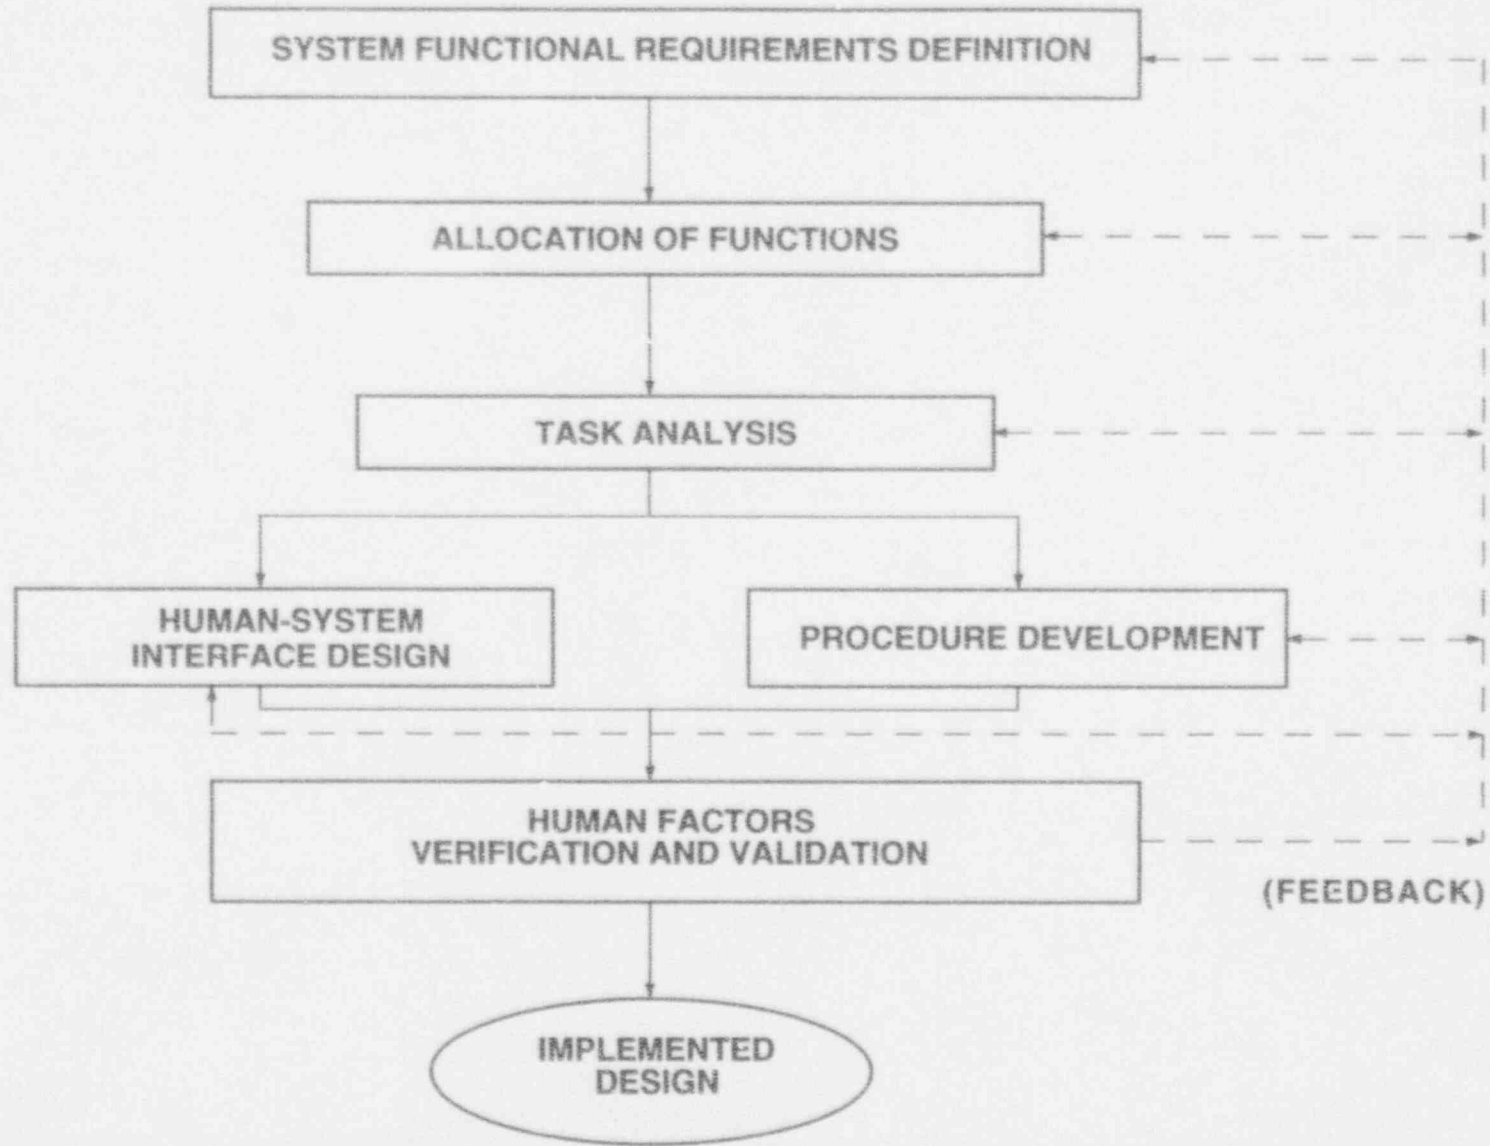 SYSTEM FUNCTIONAL REQUIREMENTS DEFINITION
ALLOCATION OF FUNCTIONS
TASK ANALYSIS
HUMAN-SYSTEM
INTERFACE DESIGN
PROCEDURE DEVELOPMENT
HUMAN FACTORS
VERIFICATION AND VALIDATION
(FEEDBACK)
IMPLEMENTED
DESIGN